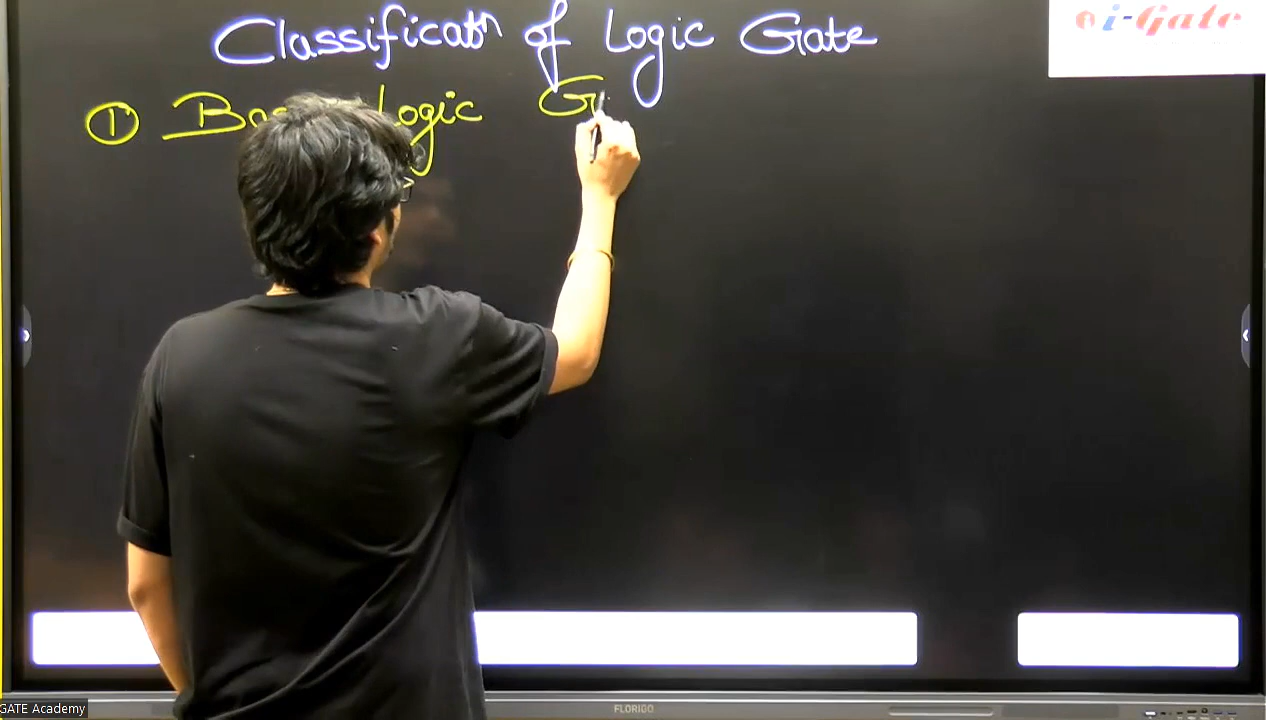 i-Gate
Classificatn of Logic Gate
① Logic G
GATE Academy
FLORIGO